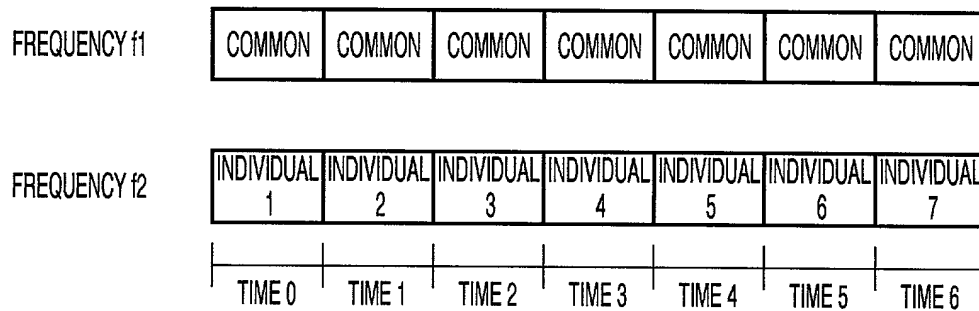 FREQUENCY f1 COMMON COMMON COMMON COMMON COMMON COMMON COMMON
FREQUENCY f2 INDIVIDUAL 1 INDIVIDUAL 2 INDIVIDUAL 3 INDIVIDUAL 4 INDIVIDUAL 5 INDIVIDUAL 6 INDIVIDUAL 7
TIME 0 TIME 1 TIME 2 TIME 3 TIME 4 TIME 5 TIME 6